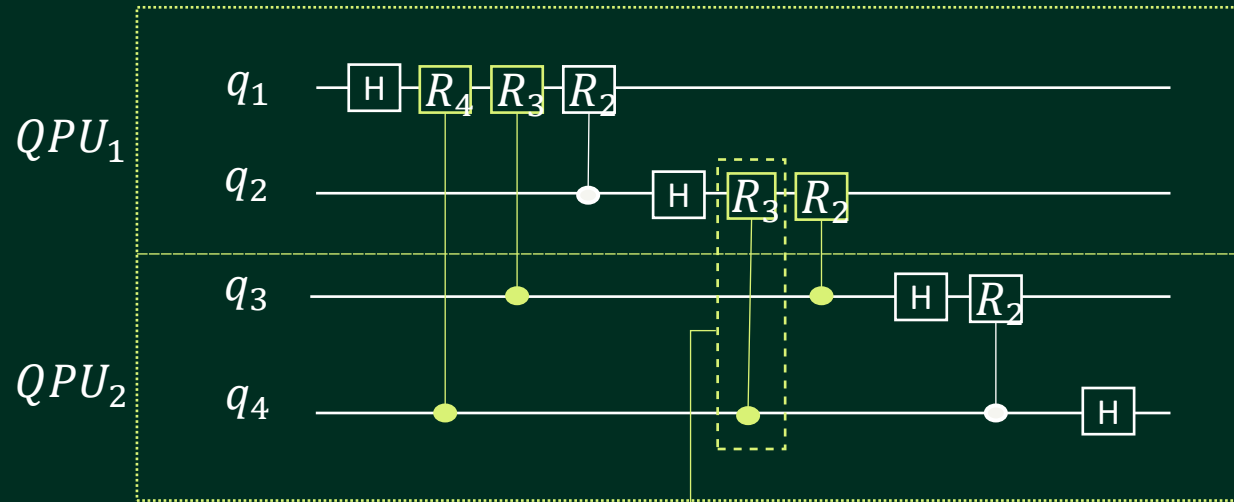 q₁ H R₄ R₃ R₂
QPU₁
q₂ H R₃ R₂
q₃ H R₂
QPU₂
q₄ H